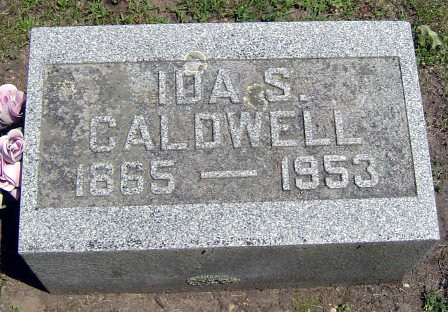 IDA S.
CALDWELL
1865 — 1953